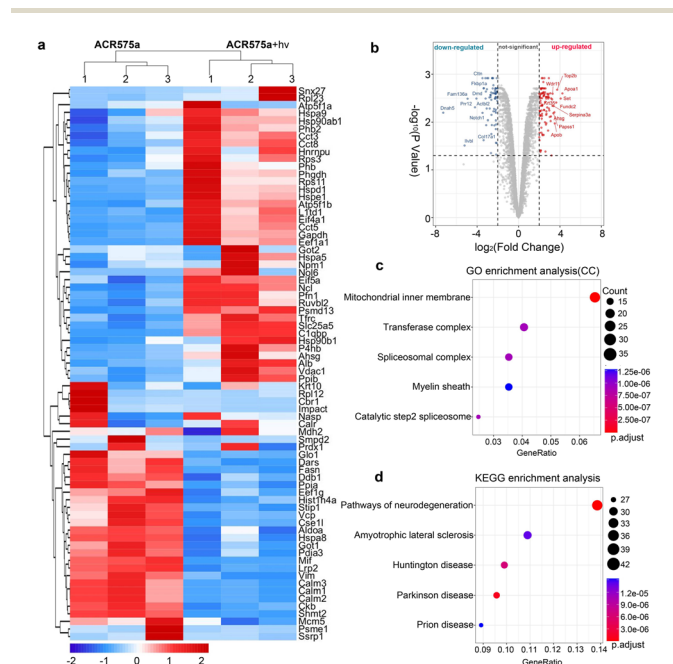 a
ACR575a
ACR575a+hv
1
2
3
1
2
3
Snx27
Rpl23
Atp5f1a
Hspa9
Hsp90ab1
Phb2
Cct3
Cct8
Hnrnpu
Rps3
Phb
Phgdh
Rps11
Hspd1
Hspe1
Atp5f1b
L1td1
Eif4a1
Cct5
Gapdh
Eef1a1
Got2
Hspa5
Npm1
Nol6
Eif5a
Ncl
Pfn1
Ruvbl2
Psmd13
Tfrc
Slc25a5
C1qbp
Hsp90b1
P4hb
Ahsg
Alb
Vdac1
Ppib
Krt10
Rpl12
Cbr1
Impact
Nasp
Calr
Mdh2
Smpd2
Prdx1
Glo1
Dars
Fasn
Ddb1
Ppia
Eef1g
Hist1h4a
Stip1
Vcp
Cse1l
Aldoa
Hspa8
Got1
Pdia3
Mif
Lrp2
Vim
Calm3
Calm1
Calm2
Ckb
Shmt2
Mcm5
Psme1
Ssrp1
-2 -1 0 1 2
b
down-regulated
not-significant
up-regulated
-log₁₀(P Value)
3
2
1
0
Fam136a
Dnd
Prr12
Actbl2
Dnah5
Notch1
Col17a1
Top2b
Apoa1
Set
Serpina3k
Ahsg
Papss1
-8 -4 0 4 8
log₂(Fold Change)
c
GO enrichment analysis(CC)
Mitochondrial inner membrane
Transferase complex
Spliceosomal complex
Myelin sheath
Catalytic step2 spliceosome
0.04 0.05 0.06
GeneRatio
Count
15
20
25
30
35
1.25e-06
1.00e-06
7.50e-07
5.00e-07
2.50e-07
p.adjust
d
KEGG enrichment analysis
Pathways of neurodegeneration
Amyotrophic lateral sclerosis
Huntington disease
Parkinson disease
Prion disease
0.09 0.10 0.11 0.12 0.13 0.14
GeneRatio
27
30
33
36
39
42
1.2e-05
9.0e-06
6.0e-06
3.0e-06
p.adjust